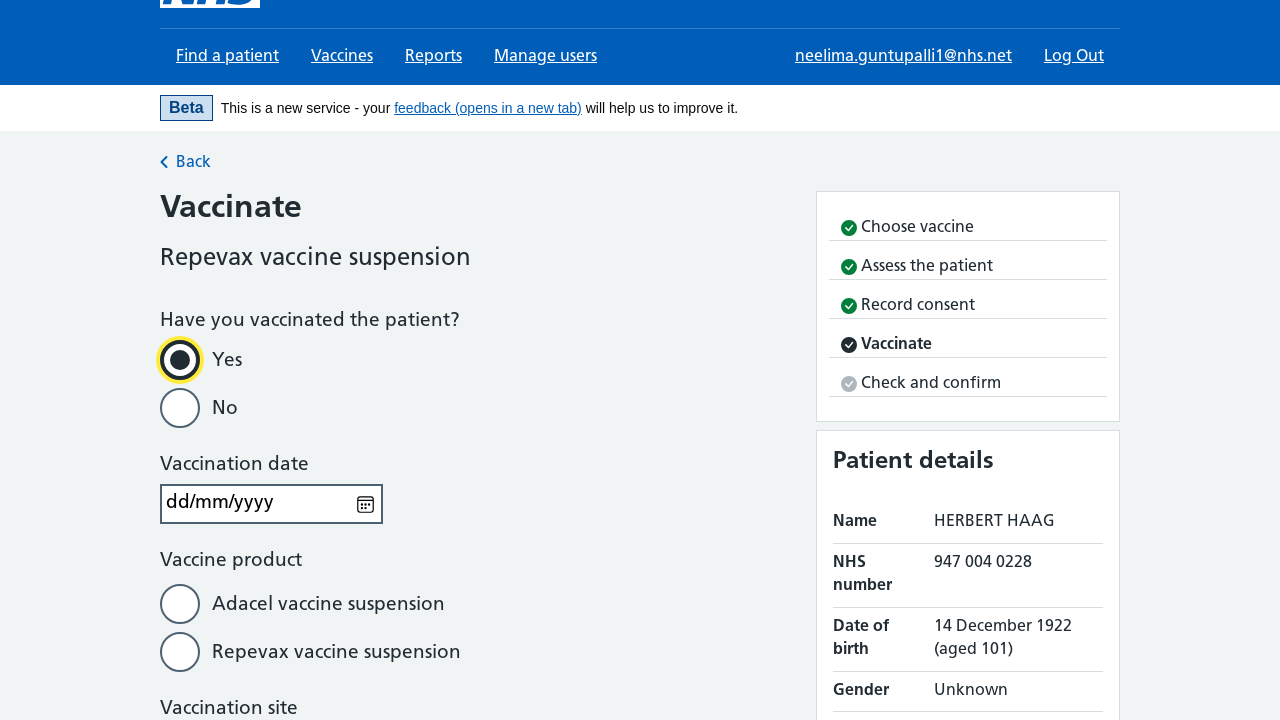 NHS
Find a patient Vaccines Reports Manage users neelima.guntupalli1@nhs.net Log Out
Beta This is a new service - your feedback (opens in a new tab) will help us to improve it.
Back
Vaccinate
Repevax vaccine suspension
Have you vaccinated the patient?
Yes
No
Vaccination date
dd/mm/yyyy
Vaccine product
Adacel vaccine suspension
Repevax vaccine suspension
Vaccination site
Choose vaccine
Assess the patient
Record consent
Vaccinate
Check and confirm
Patient details
Name HERBERT HAAG
NHS number 947 004 0228
Date of birth 14 December 1922 (aged 101)
Gender Unknown